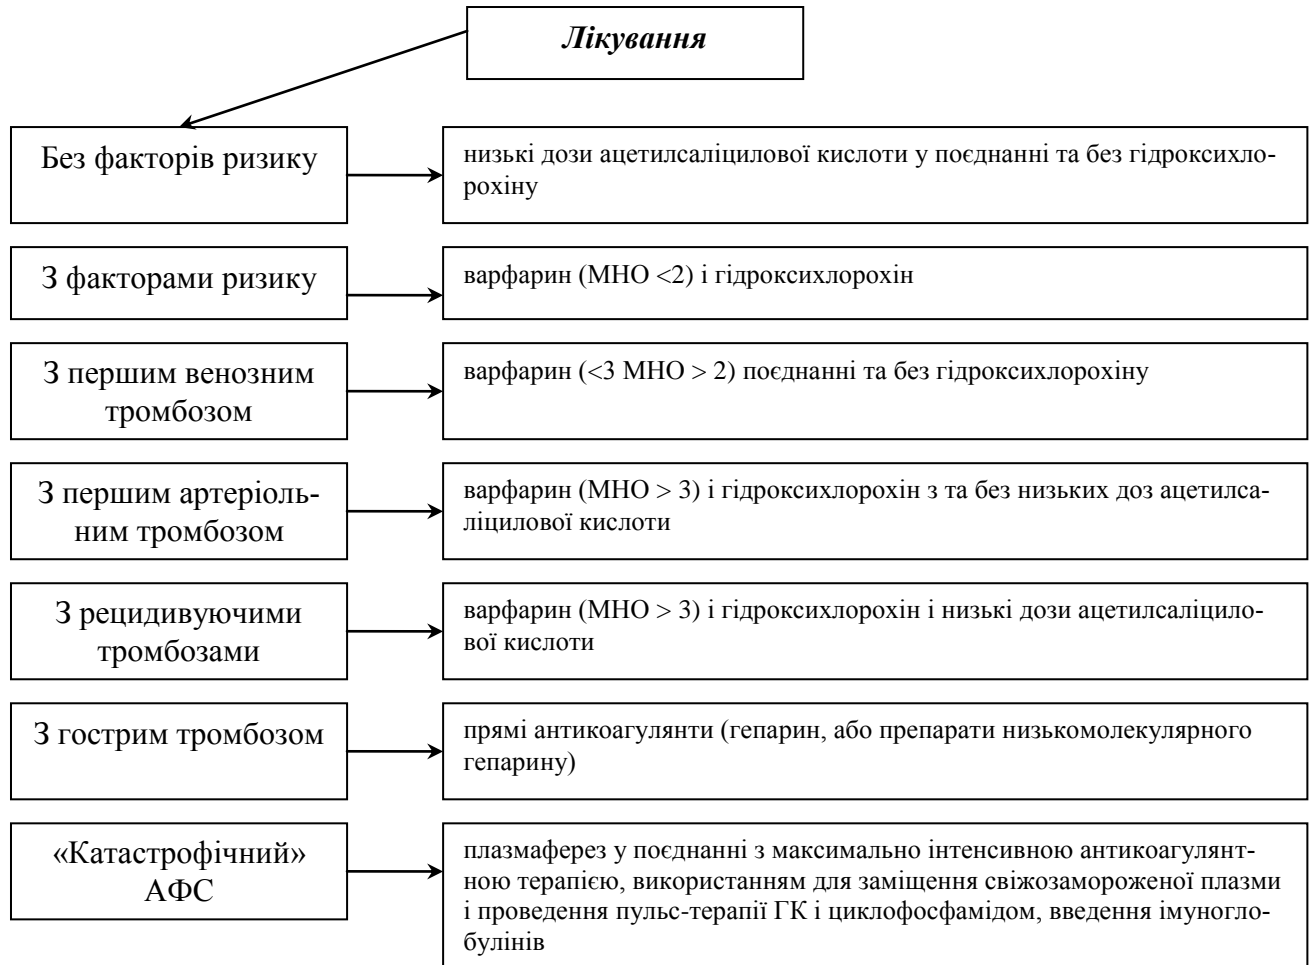 Лікування
Без факторів ризику
низькі дози ацетилсаліцилової кислоти у поєднанні та без гідроксихло-
рохіну
З факторами ризику
варфарин (МНО <2) і гідроксихлорохін
З першим венозним
тромбозом
варфарин (<3 МНО > 2) поєднанні та без гідроксихлорохіну
З першим артеріоль-
ним тромбозом
варфарин (МНО > 3) і гідроксихлорохін з та без низьких доз ацетилса-
ліцилової кислоти
З рецидивуючими
тромбозами
варфарин (МНО > 3) і гідроксихлорохін і низькі дози ацетилсаліцило-
вої кислоти
З гострим тромбозом
прямі антикоагулянти (гепарин, або препарати низькомолекулярного
гепарину)
«Катастрофічний»
АФС
плазмаферез у поєднанні з максимально інтенсивною антикоагулянт-
ною терапією, використанням для заміщення свіжозамороженої плазми
і проведення пульс-терапії ГК і циклофосфамідом, введення імуногло-
булінів